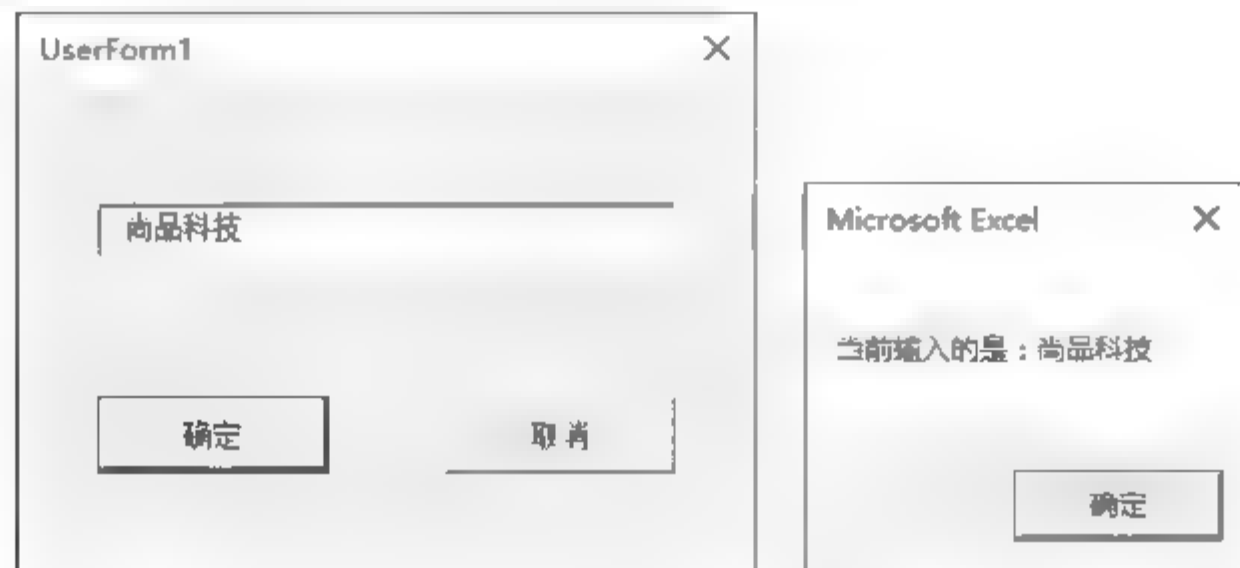 UserForm1
尚品科技
确定
取消
Microsoft Excel
当前输入的是：尚品科技
确定